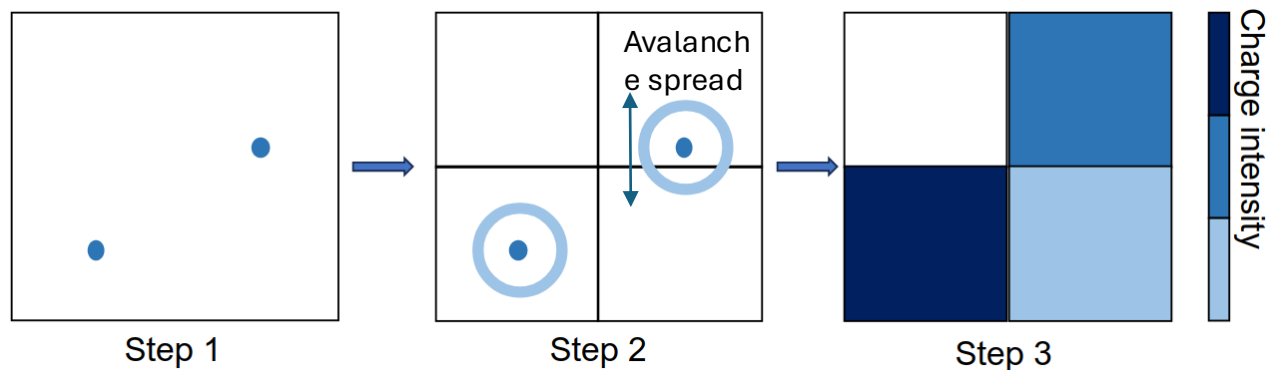 Avalanch
e spread
Charge intensity
Step 1
Step 2
Step 3